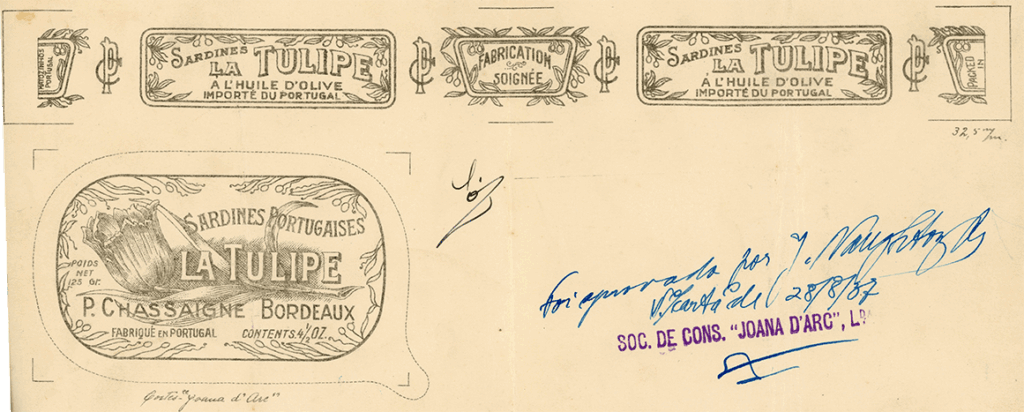 SARDINES
LA TULIPE
A L'HUILE D'OLIVE
IMPORTÉ DU PORTUGAL
FABRICATION
SOIGNÉE
SARDINES
LA TULIPE
A L'HUILE D'OLIVE
IMPORTÉ DU PORTUGAL
PACKED
IN
32,5
SARDINES PORTUGAISES
LA TULIPE
POIDS
NET
125 Gr.
P. CHASSAIGNE BORDEAUX
FABRIQUÉ EN PORTUGAL
CONTENTS. 4½ OZ.
Foi aprovado por J.
V. carta de 28/8/37
SOC. DE CONS. "JOANA D'ARC", L
"Joana d'Arc"